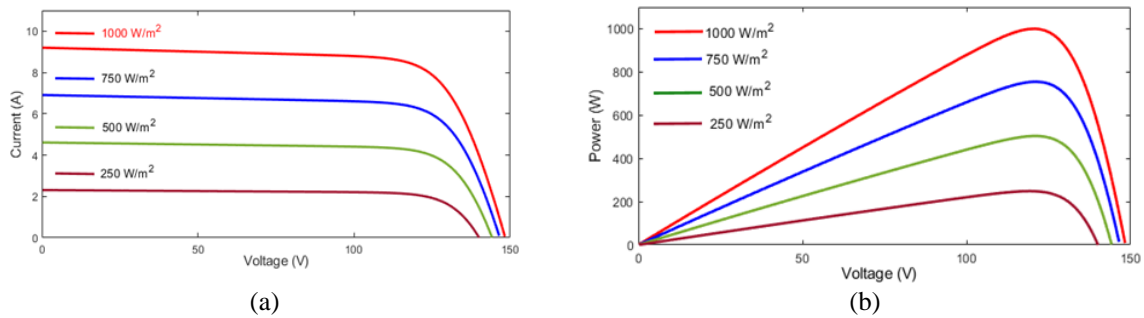 Current (A)
10
8
6
4
2
0
1000 W/m²
750 W/m²
500 W/m²
250 W/m²
0
50
100
150
Voltage (V)
(a)
Power (W)
1000
800
600
400
200
0
1000 W/m²
750 W/m²
500 W/m²
250 W/m²
0
50
100
150
Voltage (V)
(b)